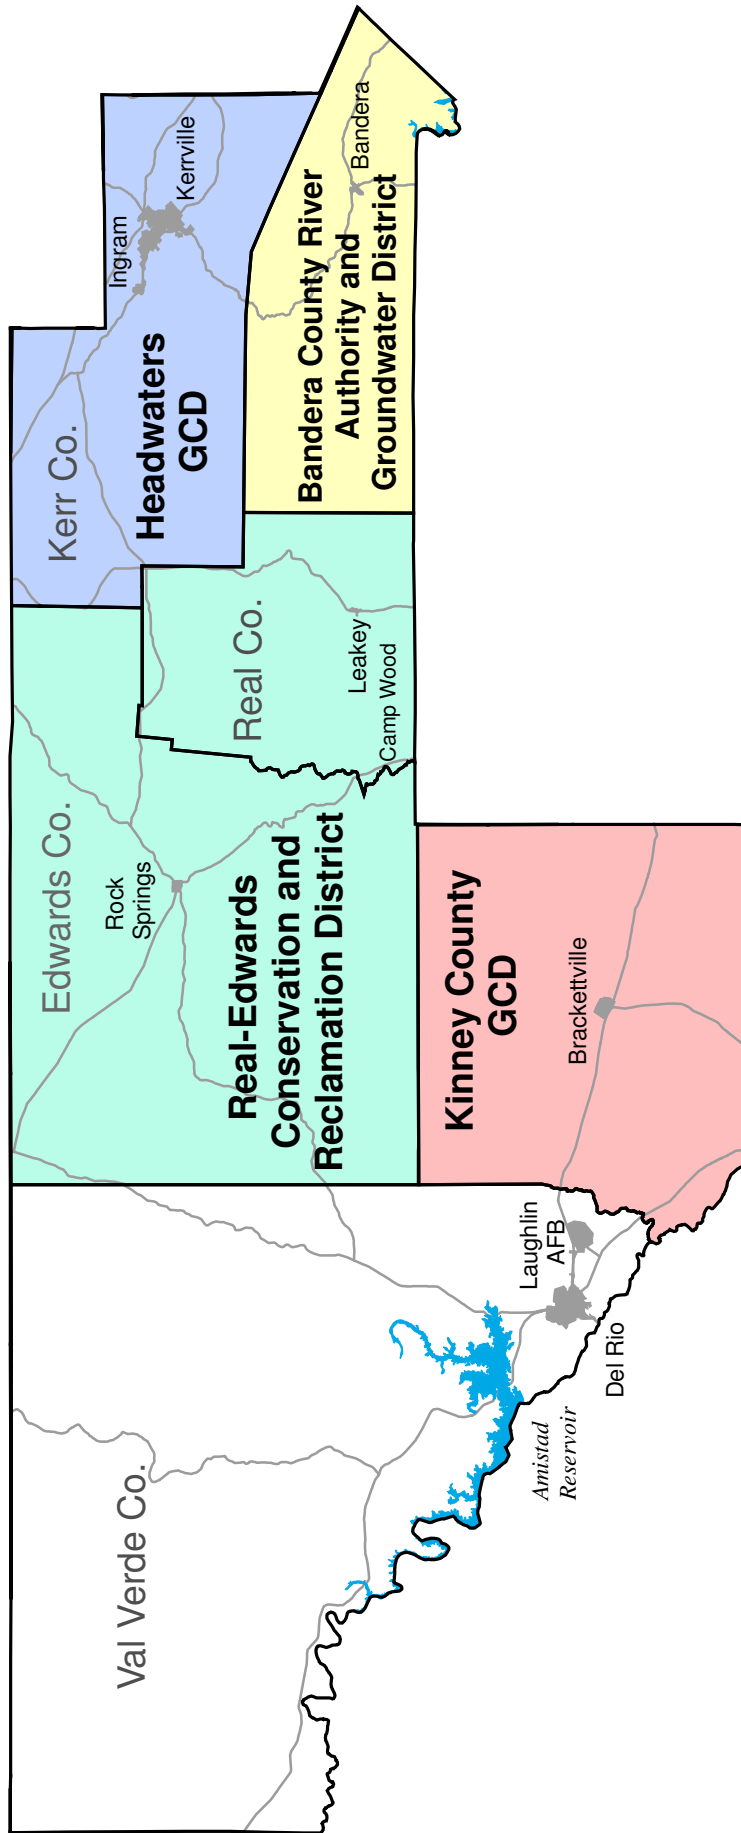 Val Verde Co.
Edwards Co.
Kerr Co.
Rock
Springs
Ingram
Kerrville
Headwaters
GCD
Real Co.
Real-Edwards
Conservation and
Reclamation District
Leakey
Camp Wood
Bandera County River
Authority and
Groundwater District
Bandera
Kinney County
GCD
Brackettville
Laughlin
AFB
Del Rio
Amistad
Reservoir